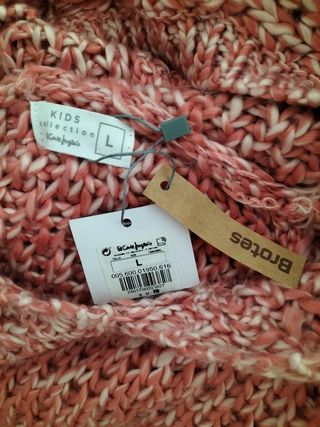 KIDS
collection
El Corte Inglés
L
El Corte Inglés
L
005.600.01950.616
Brotes